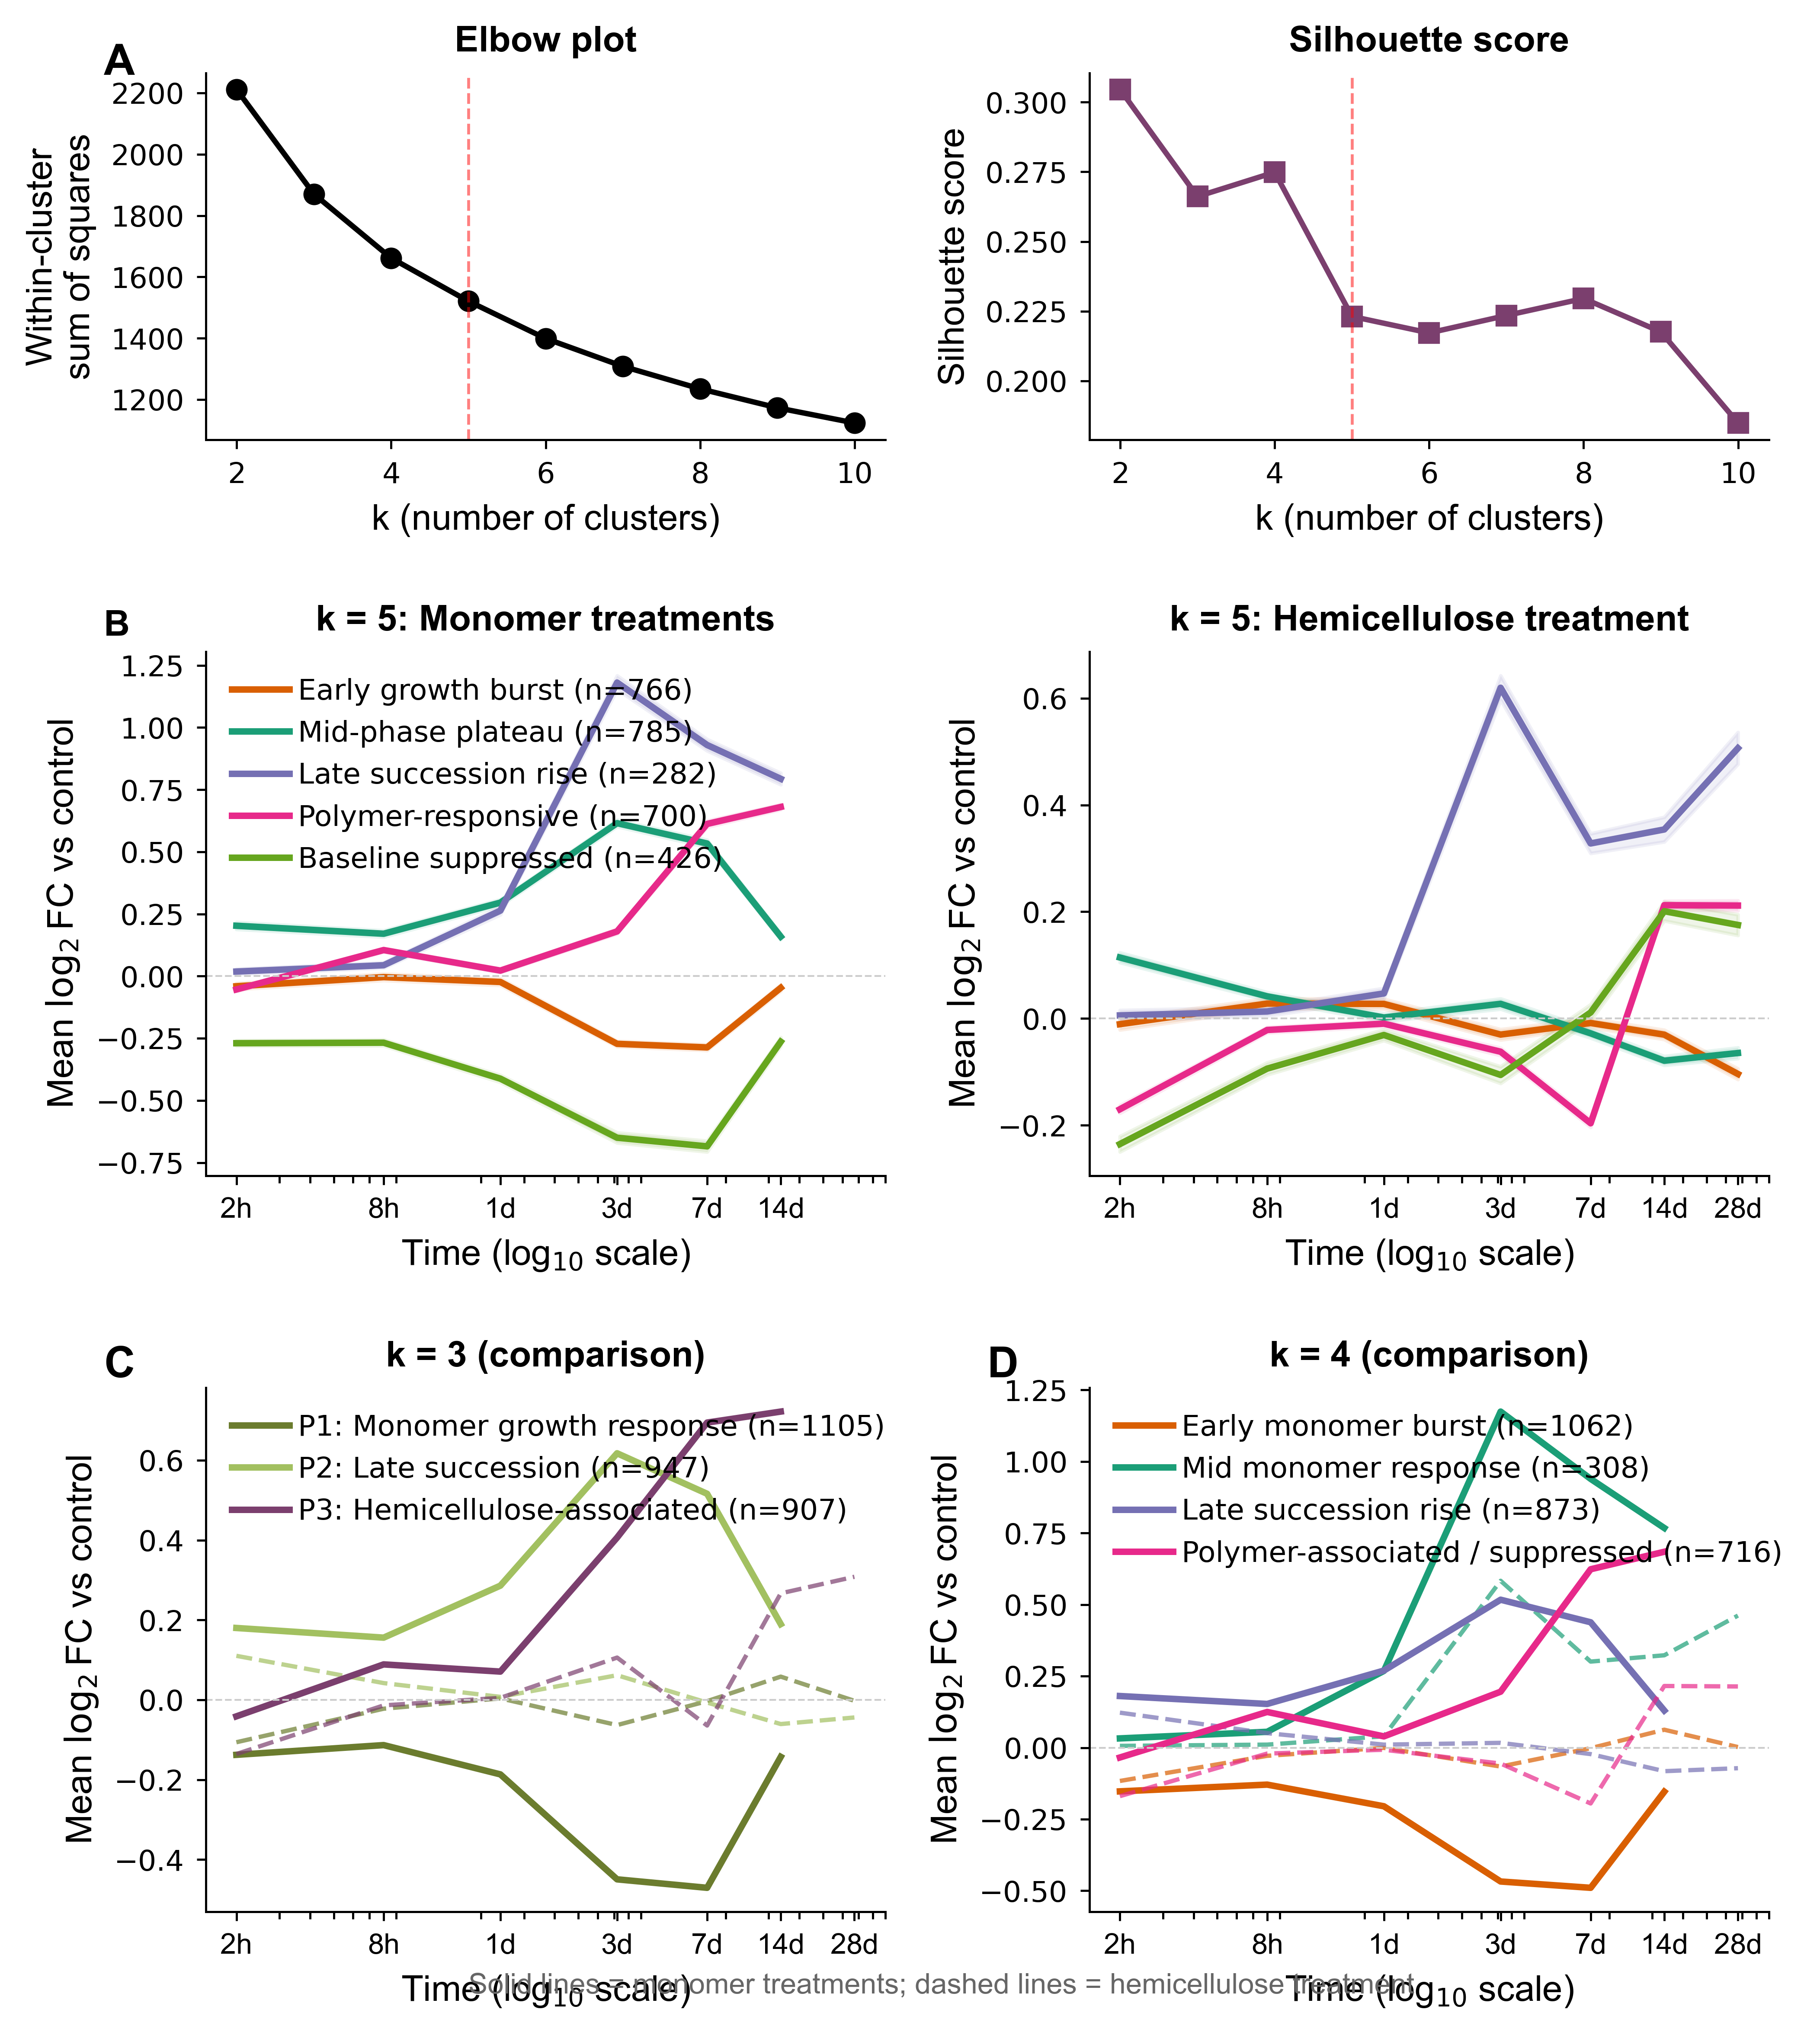 A
Elbow plot
2200
2000
1800
1600
1400
1200
Within-cluster
sum of squares
2 4 6 8 10
k (number of clusters)
Silhouette score
0.300
0.275
0.250
0.225
0.200
Silhouette score
2 4 6 8 10
k (number of clusters)
B
k = 5: Monomer treatments
1.25
1.00
0.75
0.50
0.25
0.00
−0.25
−0.50
−0.75
Mean log₂ FC vs control
Early growth burst (n=766)
Mid-phase plateau (n=785)
Late succession rise (n=282)
Polymer-responsive (n=700)
Baseline suppressed (n=426)
2h 8h 1d 3d 7d 14d
Time (log₁₀ scale)
k = 5: Hemicellulose treatment
0.6
0.4
0.2
0.0
−0.2
Mean log₂ FC vs control
2h 8h 1d 3d 7d 14d 28d
Time (log₁₀ scale)
C
k = 3 (comparison)
0.6
0.4
0.2
0.0
−0.2
−0.4
Mean log₂ FC vs control
P1: Monomer growth response (n=1105)
P2: Late succession (n=947)
P3: Hemicellulose-associated (n=907)
2h 8h 1d 3d 7d 14d 28d
Time (log₁₀ scale)
D
k = 4 (comparison)
1.25
1.00
0.75
0.50
0.25
0.00
−0.25
−0.50
Mean log₂ FC vs control
Early monomer burst (n=1062)
Mid monomer response (n=308)
Late succession rise (n=873)
Polymer-associated / suppressed (n=716)
2h 8h 1d 3d 7d 14d 28d
Time (log₁₀ scale)
Solid lines = monomer treatments; dashed lines = hemicellulose treatment